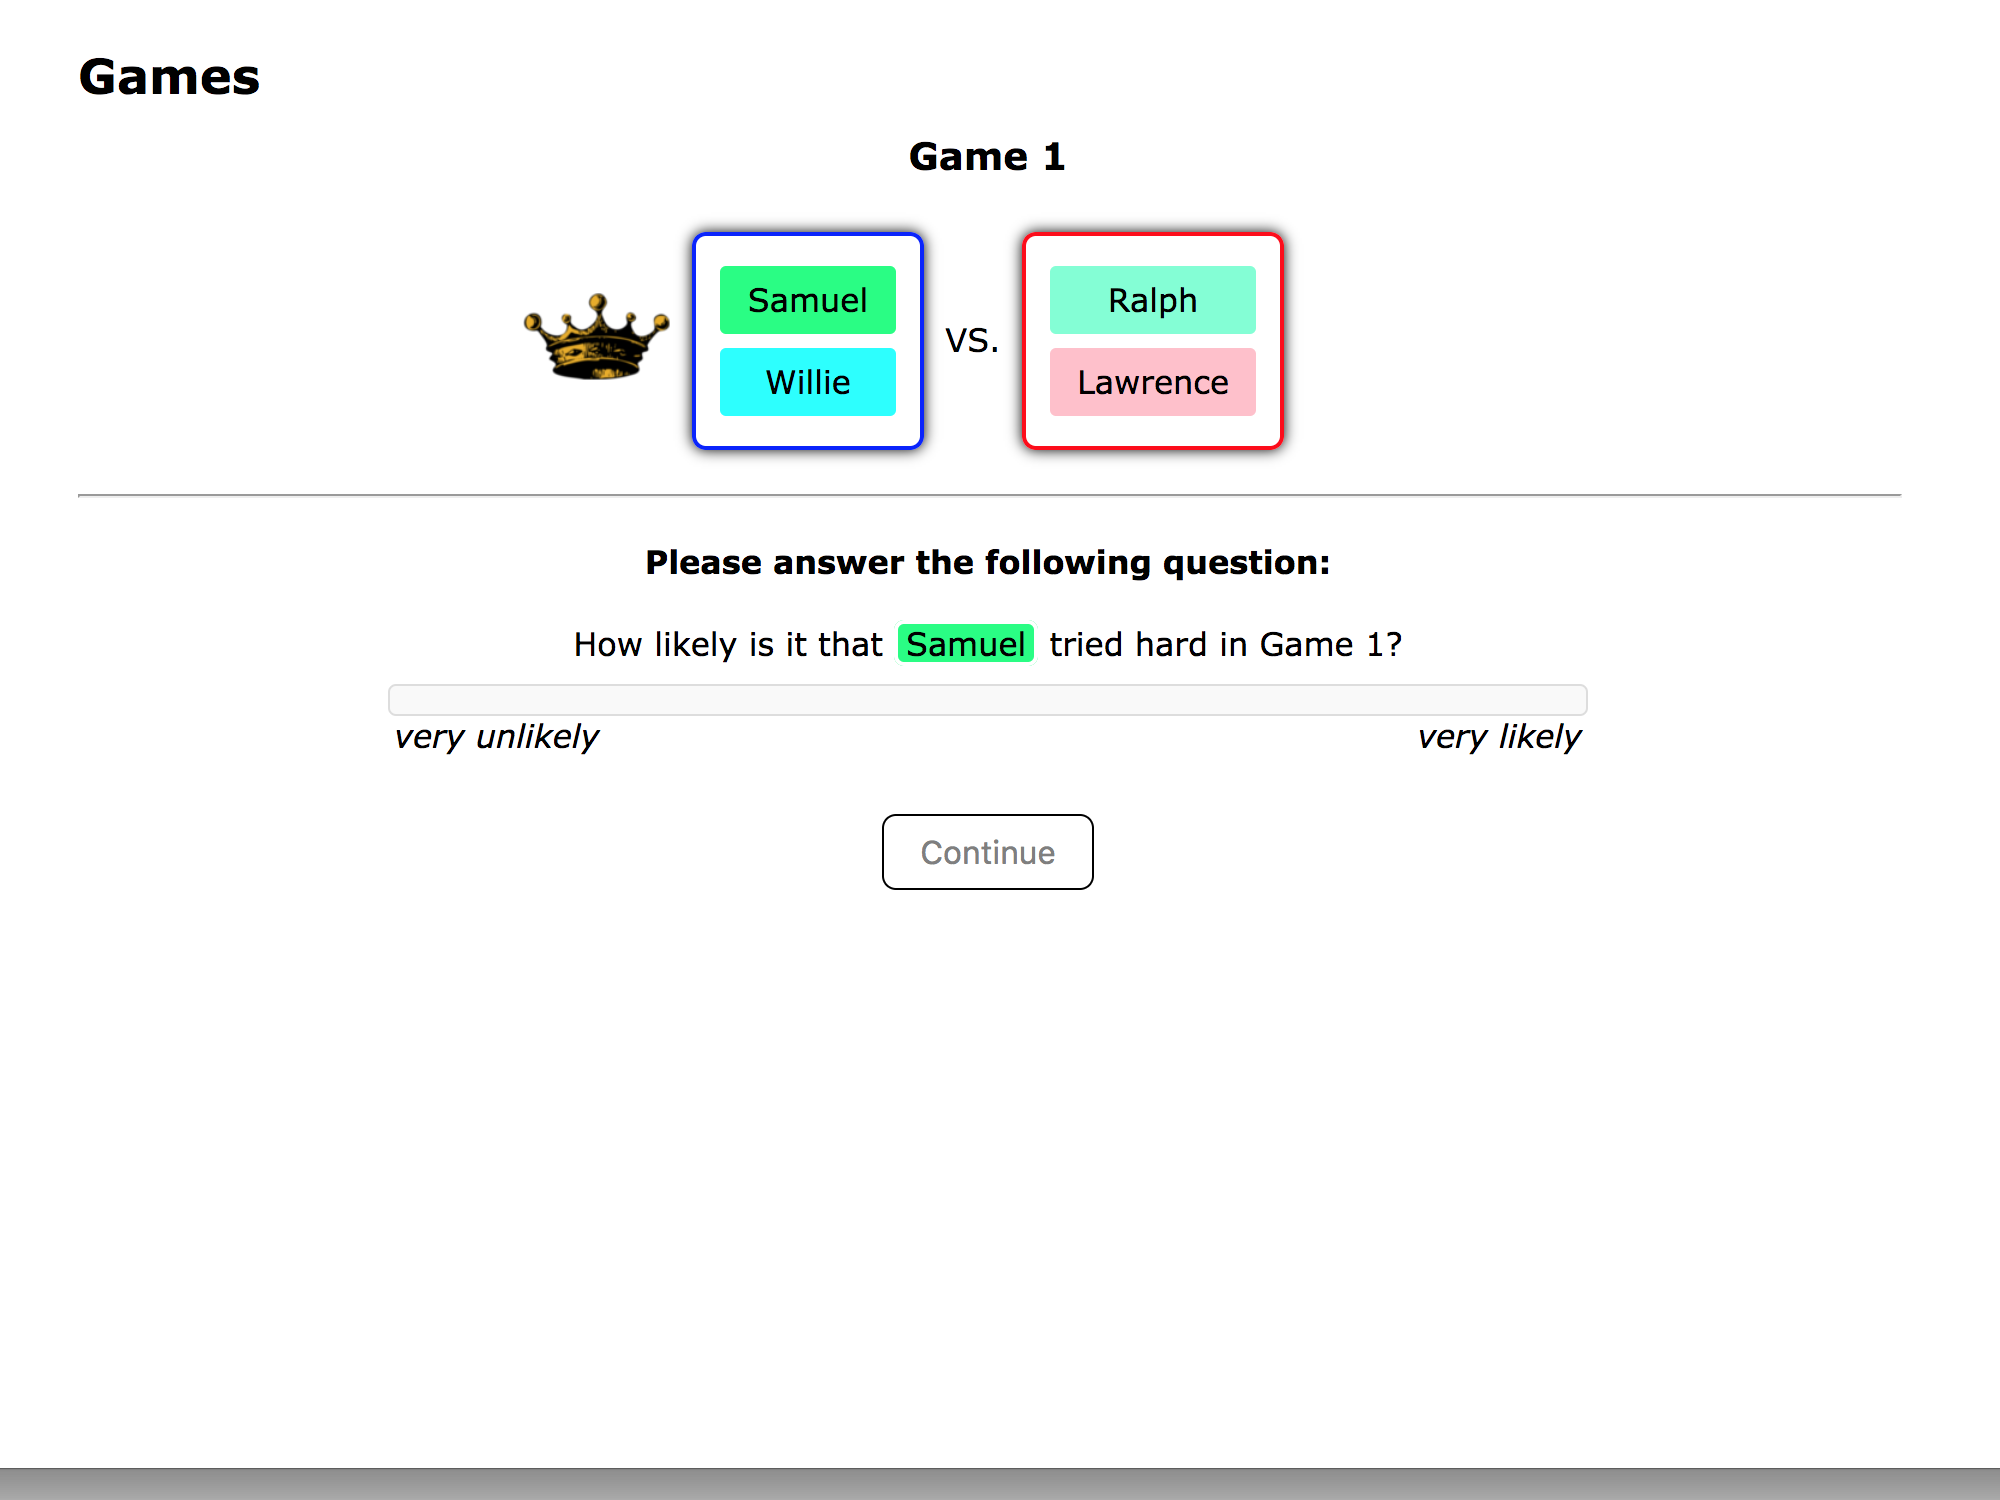 Games
Game 1
Samuel
Willie
vs.
Ralph
Lawrence
Please answer the following question:
How likely is it that Samuel tried hard in Game 1?
very unlikely
very likely
Continue